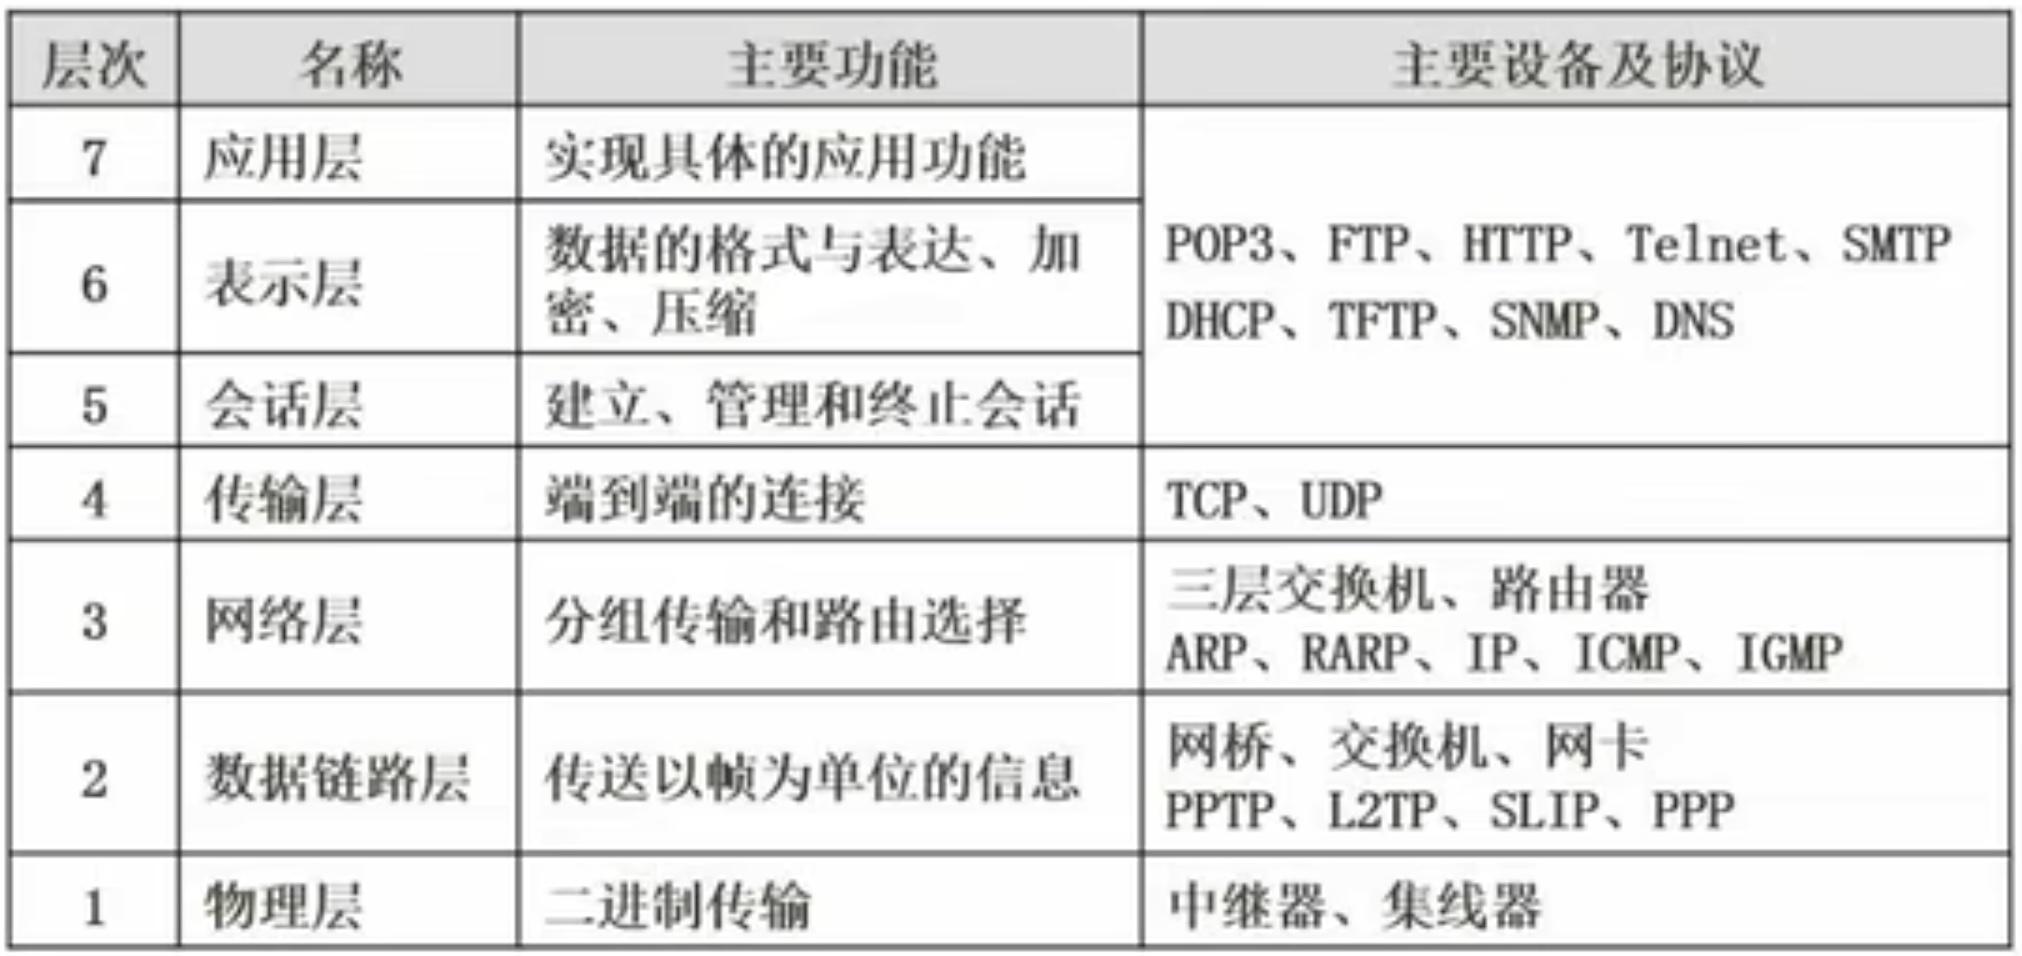 层次 名称 主要功能 主要设备及协议
7 应用层 实现具体的应用功能
6 表示层 数据的格式与表达、加
密、压缩
5 会话层 建立、管理和终止会话
POP3、FTP、HTTP、Telnet、SMTP
DHCP、TFTP、SNMP、DNS
4 传输层 端到端的连接 TCP、UDP
3 网络层 分组传输和路由选择 三层交换机、路由器
ARP、RARP、IP、ICMP、IGMP
2 数据链路层 传送以帧为单位的信息 网桥、交换机、网卡
PPTP、L2TP、SLIP、PPP
1 物理层 二进制传输 中继器、集线器